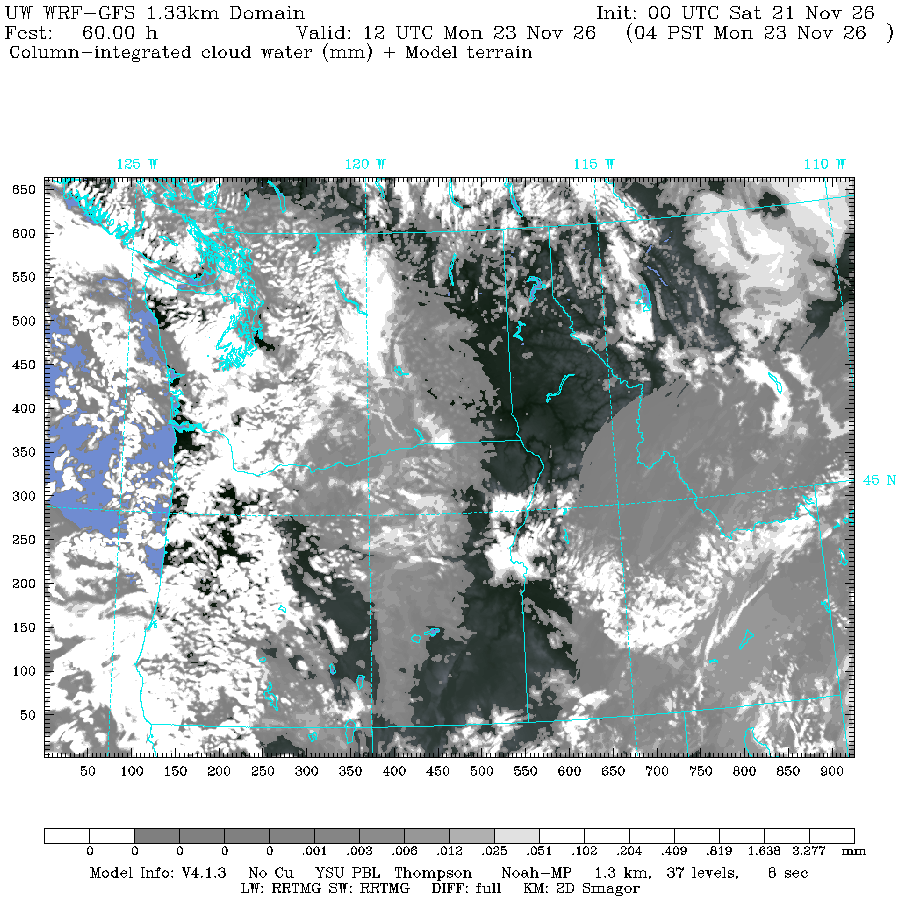 UW WRF-GFS 1.33km Domain Init: 00 UTC Sat 21 Nov 26
Fcst: 60.00 h Valid: 12 UTC Mon 23 Nov 26 (04 PST Mon 23 Nov 26 )
Column-integrated cloud water (mm) + Model terrain
125 W 120 W 115 W 110 W
650
600
550
500
450
400
350
45 N
300
250
200
150
100
50
50 100 150 200 250 300 350 400 450 500 550 600 650 700 750 800 850 900
0 0 0 0 0 .001 .003 .006 .012 .025 .051 .102 .204 .409 .819 1.638 3.277 mm
Model Info: V4.1.3 No Cu YSU PBL Thompson Noah-MP 1.3 km, 37 levels, 8 sec
LW: RRTMG SW: RRTMG DIFF: full KM: 2D Smagor